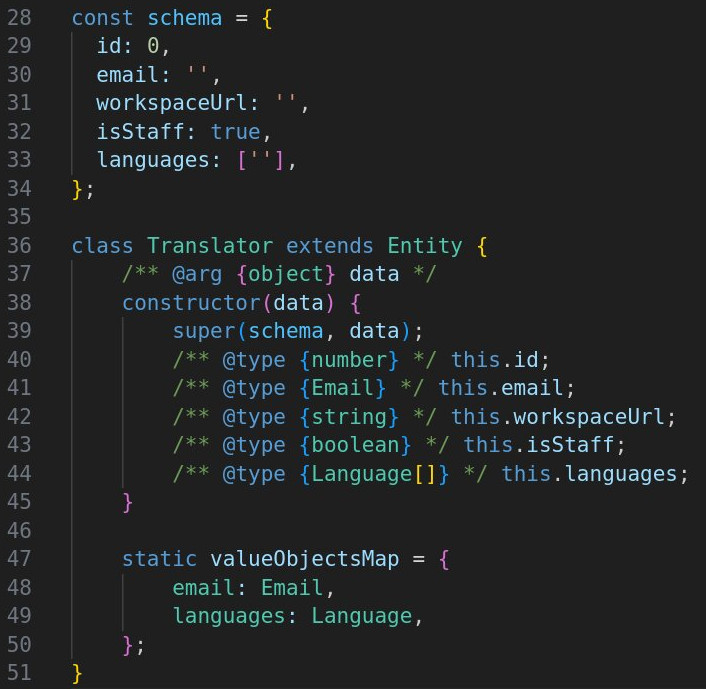 28 const schema = {
29   id: 0,
30   email: '',
31   workspaceUrl: '',
32   isStaff: true,
33   languages: [''],
34 };
35
36 class Translator extends Entity {
37     /** @arg {object} data */
38     constructor(data) {
39         super(schema, data);
40         /** @type {number} */ this.id;
41         /** @type {Email} */ this.email;
42         /** @type {string} */ this.workspaceUrl;
43         /** @type {boolean} */ this.isStaff;
44         /** @type {Language[]} */ this.languages;
45     }
46
47     static valueObjectsMap = {
48         email: Email,
49         languages: Language,
50     };
51 }